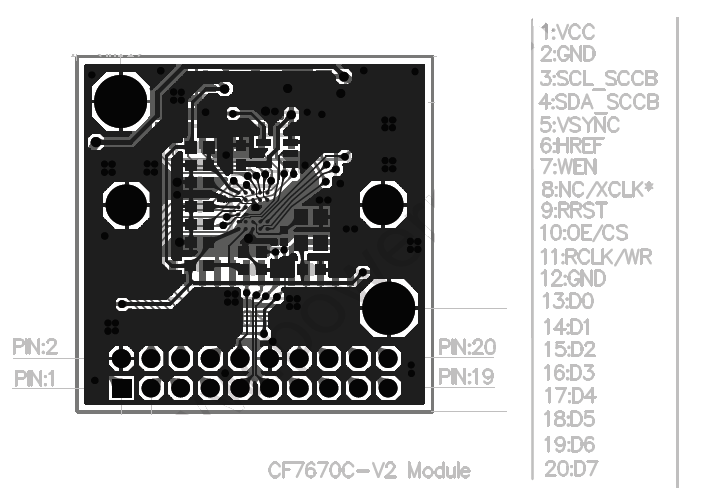 1:VCC
2:GND
3:SCL_SCCB
4:SDA_SCCB
5:VSYNC
6:HREF
7:WEN
8:NC/XCLK*
9:RRST
10:OE/CS
11:RCLK/WR
12:GND
13:D0
14:D1
15:D2
16:D3
17:D4
18:D5
19:D6
20:D7
PIN:2
PIN:20
PIN:1
PIN:19
CF7670C-V2 Module